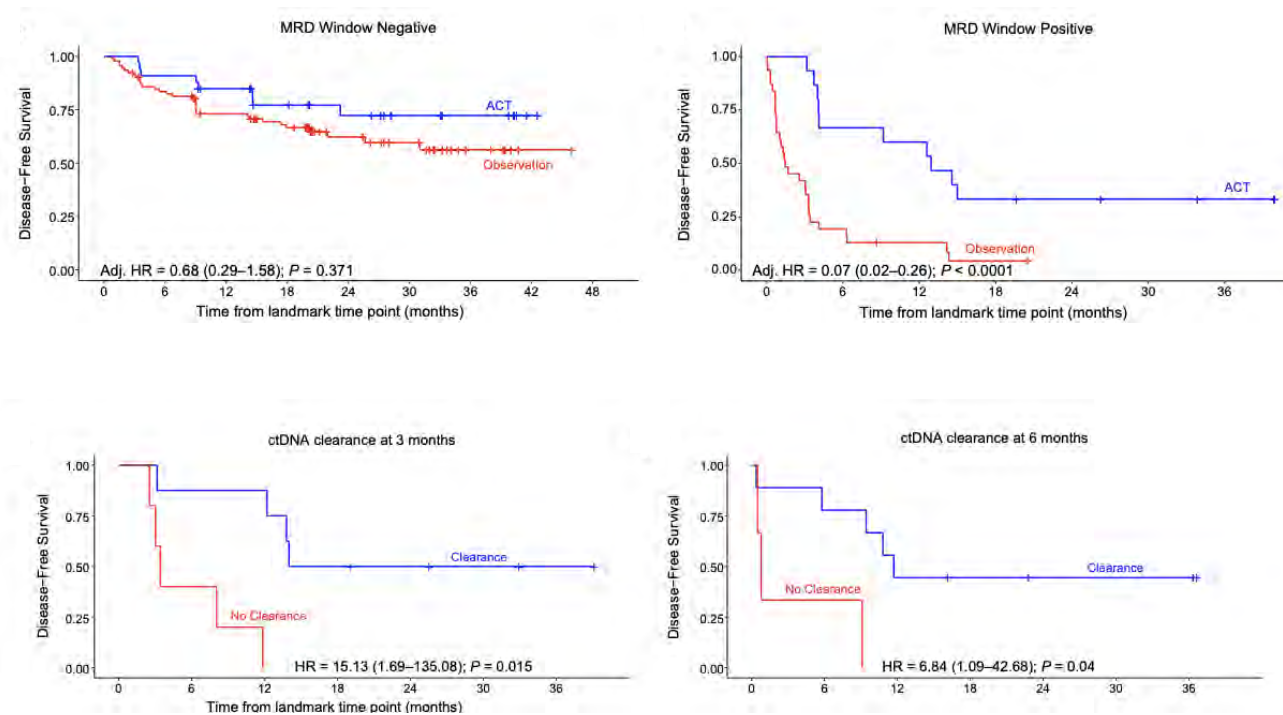 MRD Window Negative
1.00
0.75
0.50
0.25
0.00
Disease-Free Survival
ACT
Observation
Adj. HR = 0.68 (0.29–1.58); P = 0.371
0 6 12 18 24 30 36 42 48
Time from landmark time point (months)
MRD Window Positive
1.00
0.75
0.50
0.25
0.00
Disease-Free Survival
ACT
Observation
Adj. HR = 0.07 (0.02–0.26); P < 0.0001
0 6 12 18 24 30 36
Time from landmark time point (months)
ctDNA clearance at 3 months
1.00
0.75
0.50
0.25
0.00
Disease-Free Survival
Clearance
No Clearance
HR = 15.13 (1.69–135.08); P = 0.015
0 6 12 24 30 36
Time from landmark time point (months)
ctDNA clearance at 6 months
1.00
0.75
0.50
0.25
0.00
Disease-Free Survival
Clearance
No Clearance
HR = 6.84 (1.09–42.68); P = 0.04
0 6 12 18 24 30 36
Time from landmark time point (months)